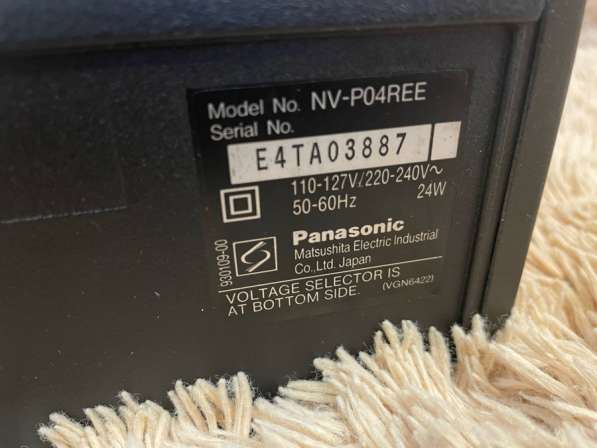 Model No. NV-P04REE
Serial No.
E4TA03887
110-127V/220-240V~
50-60Hz 24W
Panasonic
Matsushita Electric Industrial
Co.,Ltd. Japan
930109-00
VOLTAGE SELECTOR IS
AT BOTTOM SIDE. (VGN6422)